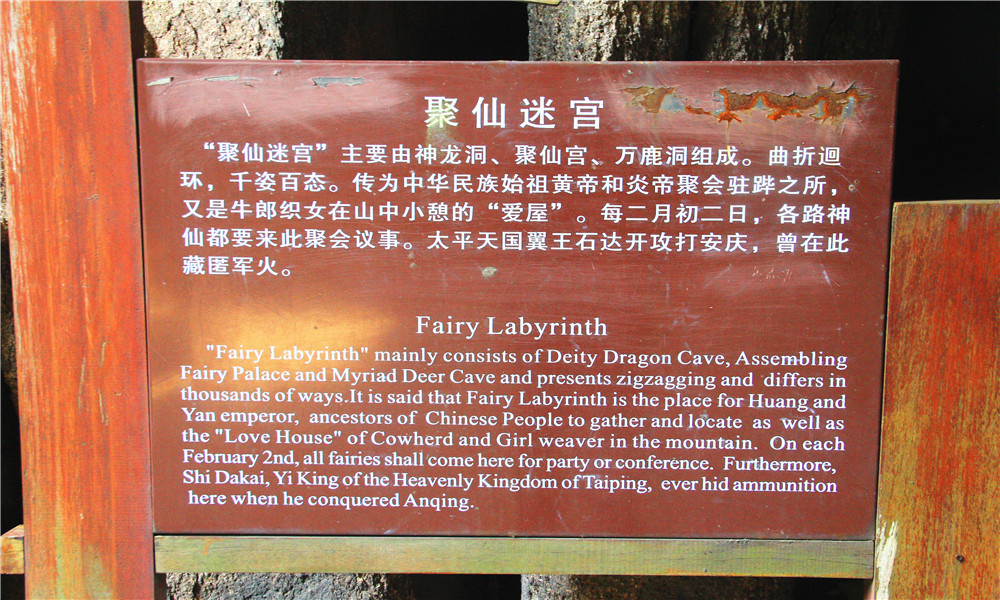 聚仙迷宫
“聚仙迷宫”主要由神龙洞、聚仙宫、万鹿洞组成。曲折迴
环，千姿百态。传为中华民族始祖黄帝和炎帝聚会驻跸之所，
又是牛郎织女在山中小憩的“爱屋”。每二月初二日，各路神
仙都要来此聚会议事。太平天国翼王石达开攻打安庆，曾在此
藏匿军火。
Fairy Labyrinth
"Fairy Labyrinth" mainly consists of Deity Dragon Cave, Assembling
Fairy Palace and Myriad Deer Cave and presents zigzagging and differs in
thousands of ways.It is said that Fairy Labyrinth is the place for Huang and
Yan emperor, ancestors of Chinese People to gather and locate as well as
the "Love House" of Cowherd and Girl weaver in the mountain. On each
February 2nd, all fairies shall come here for party or conference. Furthermore,
Shi Dakai, Yi King of the Heavenly Kingdom of Taiping, ever hid ammunition
here when he conquered Anqing.